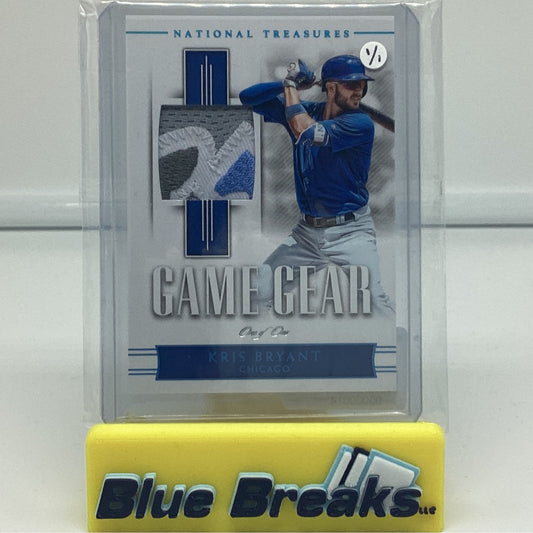 NATIONAL TREASURES
1/1
GAME GEAR
One of One
KRIS BRYANT
CHICAGO
Blue Breaks LLC